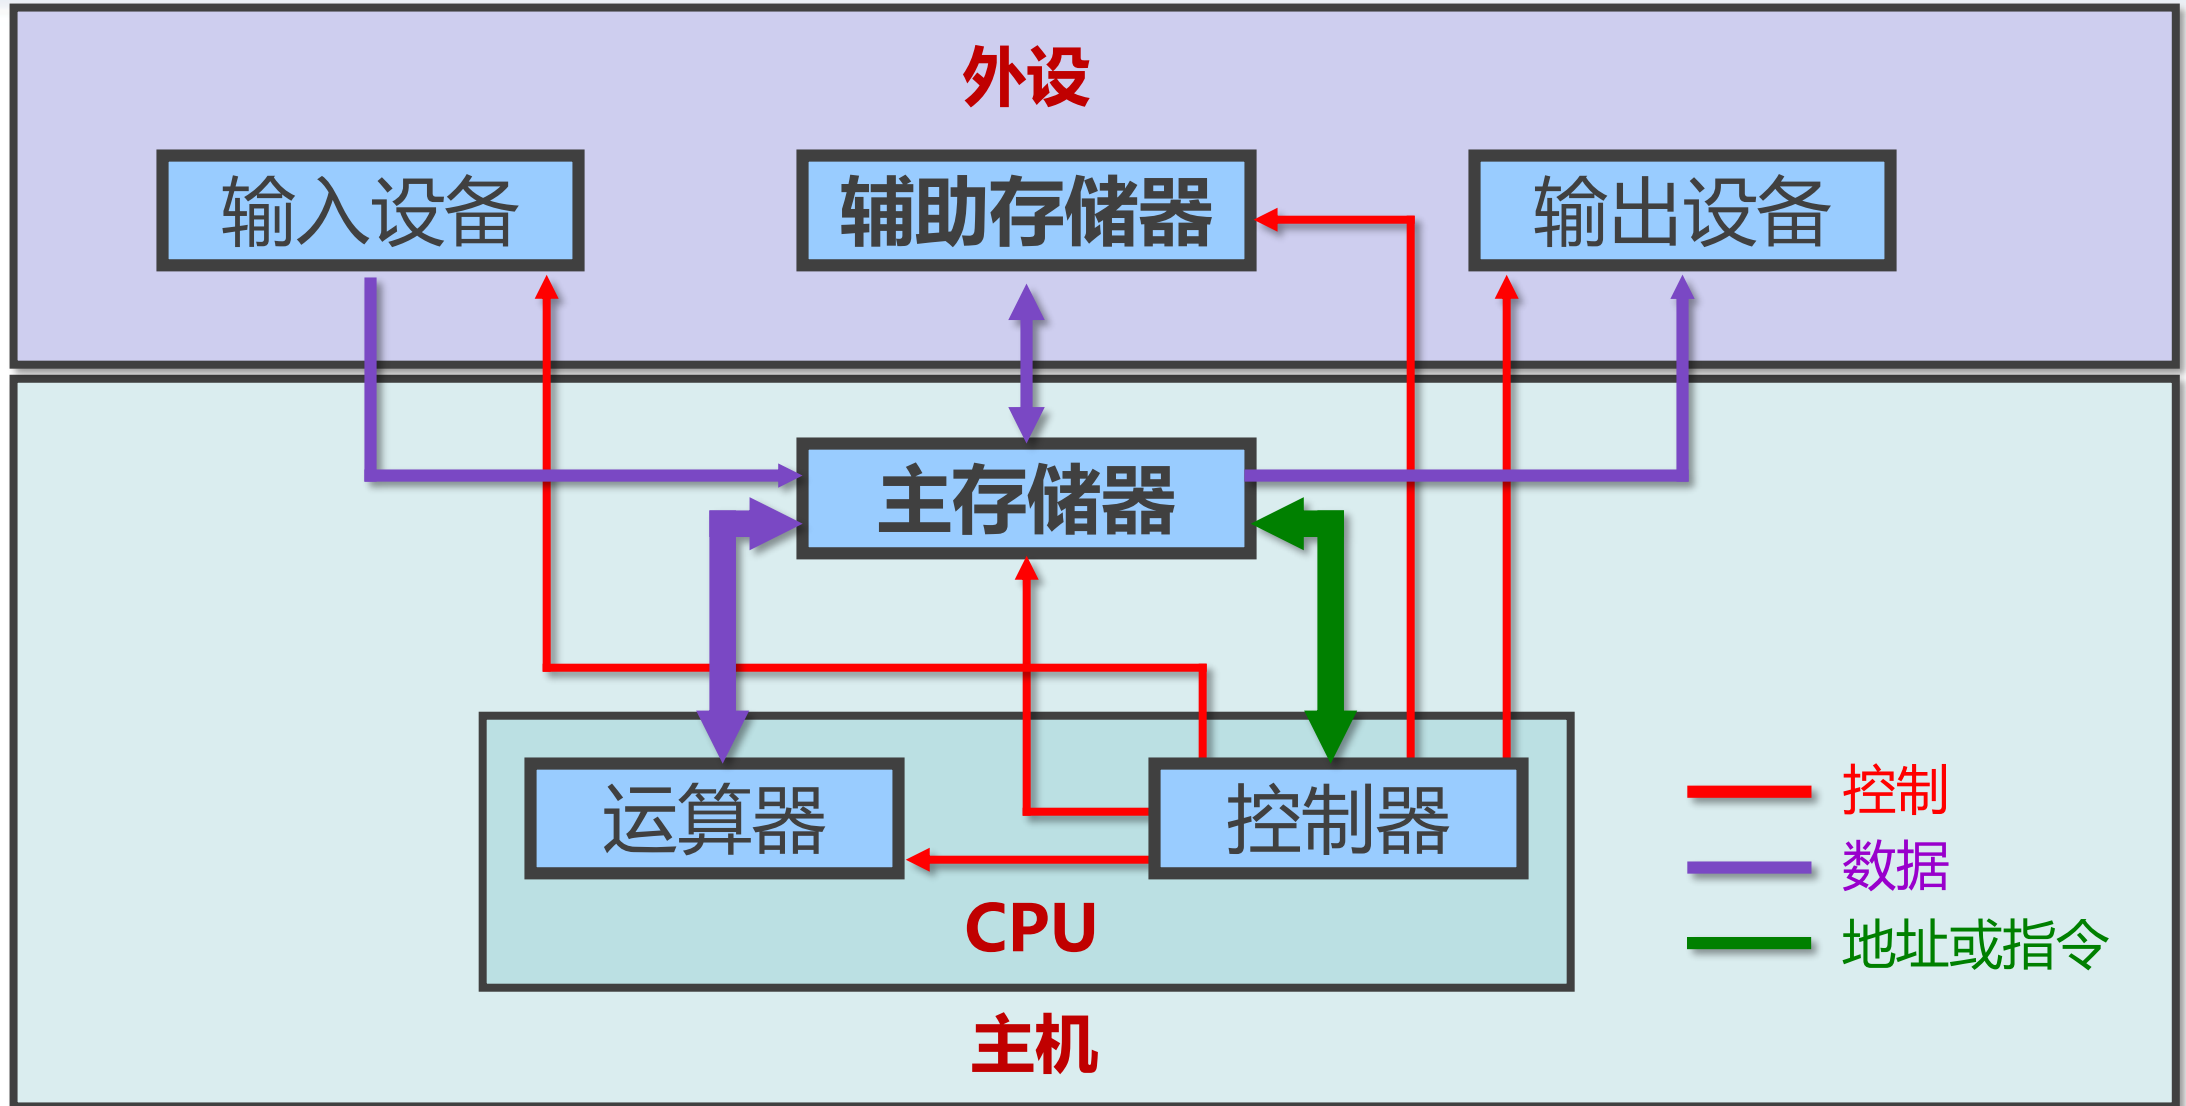 外设
输入设备
辅助存储器
输出设备
主存储器
运算器
控制器
CPU
主机
控制
数据
地址或指令